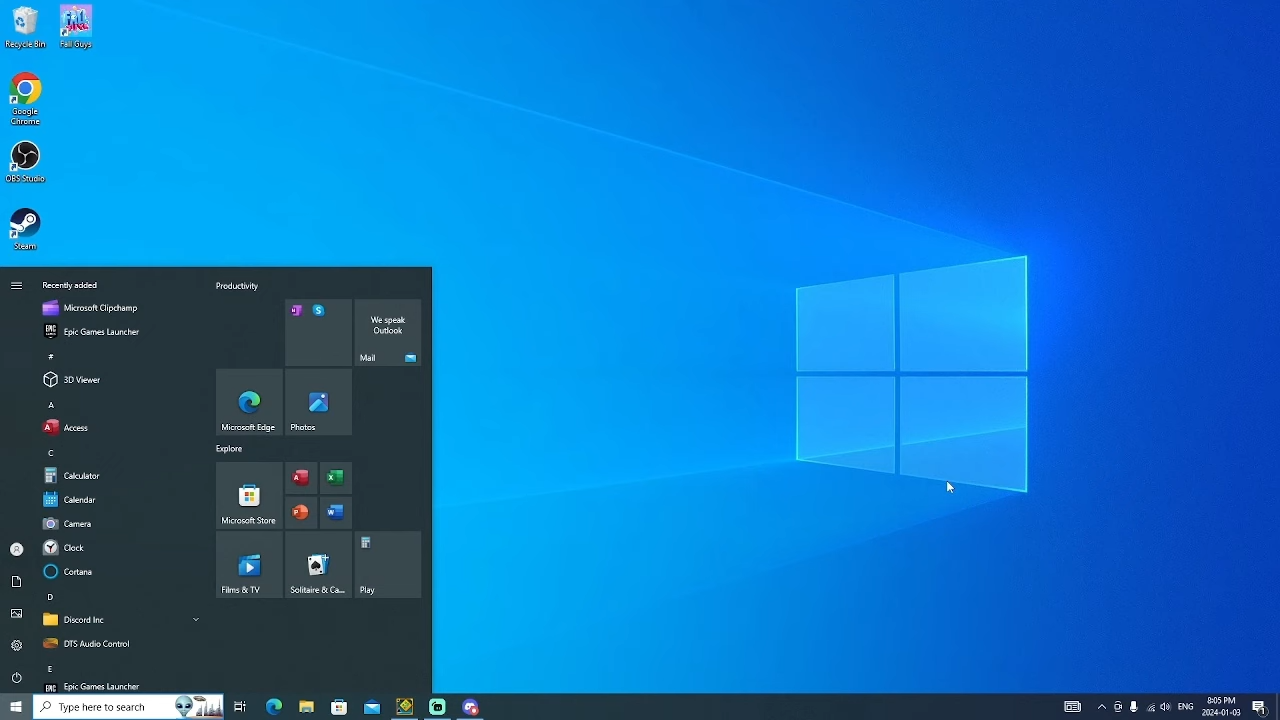 Recycle Bin
Fall Guys
Google
Chrome
OBS Studio
Steam
Recently added
Microsoft Clipchamp
Epic Games Launcher
#
3D Viewer
A
Access
C
Calculator
Calendar
Camera
Clock
Cortana
D
Discord Inc
DTS Audio Control
E
Epic Games Launcher
Productivity
We speak
Outlook
Mail
Microsoft Edge
Photos
Explore
Microsoft Store
Films & TV
Solitaire & Ca...
Play
Type here to search
ENG
8:05 PM
2024-01-03